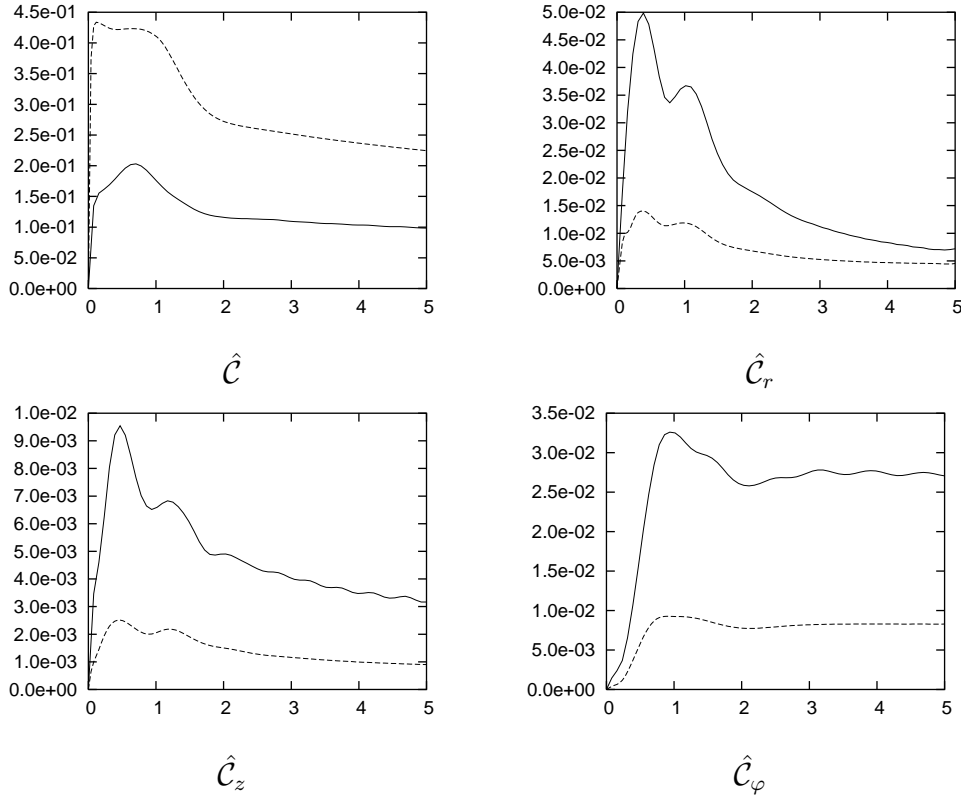 4.5e-01
4.0e-01
3.5e-01
3.0e-01
2.5e-01
2.0e-01
1.5e-01
1.0e-01
5.0e-02
0.0e+00
0 1 2 3 4 5
Ĉ
5.0e-02
4.5e-02
4.0e-02
3.5e-02
3.0e-02
2.5e-02
2.0e-02
1.5e-02
1.0e-02
5.0e-03
0.0e+00
0 1 2 3 4 5
Ĉr
1.0e-02
9.0e-03
8.0e-03
7.0e-03
6.0e-03
5.0e-03
4.0e-03
3.0e-03
2.0e-03
1.0e-03
0.0e+00
0 1 2 3 4 5
Ĉz
3.5e-02
3.0e-02
2.5e-02
2.0e-02
1.5e-02
1.0e-02
5.0e-03
0.0e+00
0 1 2 3 4 5
Ĉφ